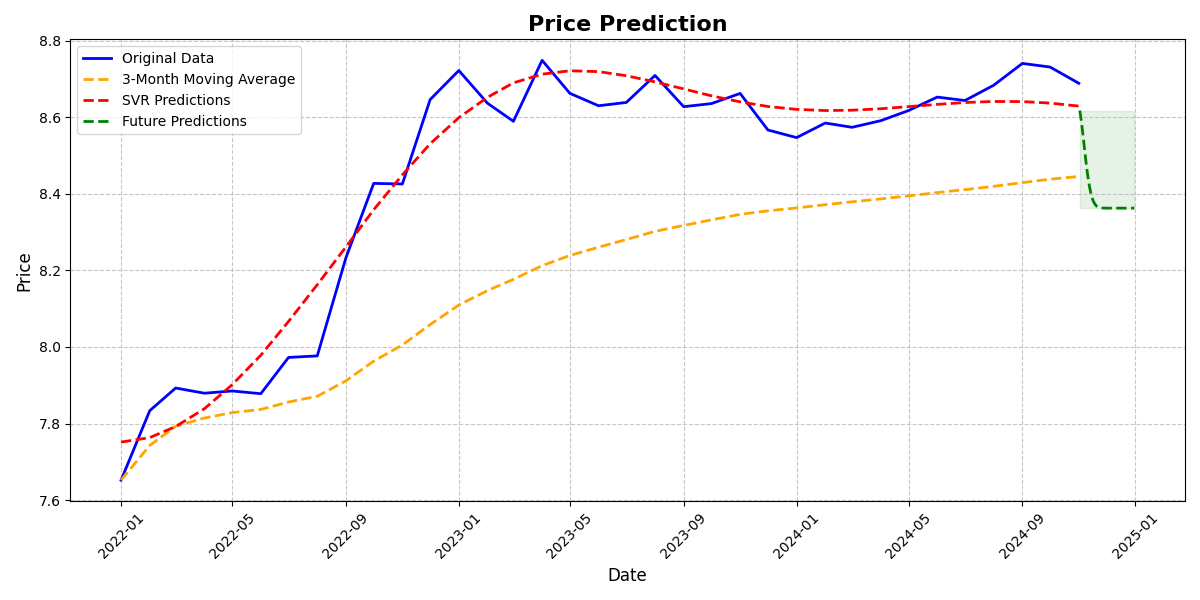 Price Prediction
Original Data
3-Month Moving Average
SVR Predictions
Future Predictions
Price
8.8
8.6
8.4
8.2
8.0
7.8
7.6
2022-01
2022-05
2022-09
2023-01
2023-05
2023-09
2024-01
2024-05
2024-09
2025-01
Date